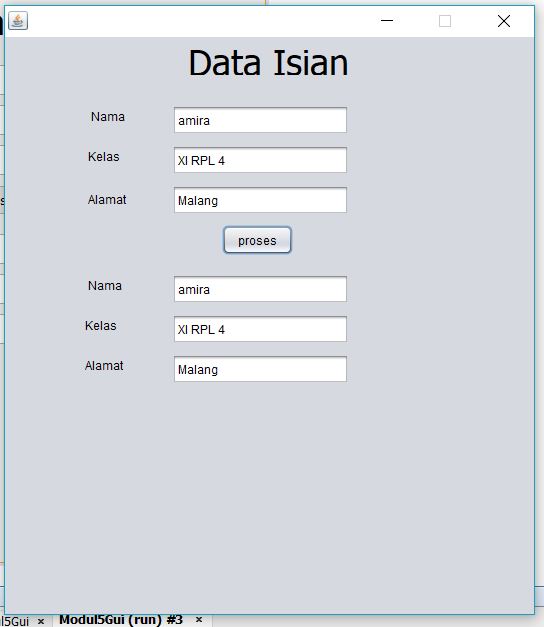 Data Isian
Nama amira
Kelas XI RPL 4
Alamat Malang
proses
Nama amira
Kelas XI RPL 4
Alamat Malang
Modul5Gui (run) #3